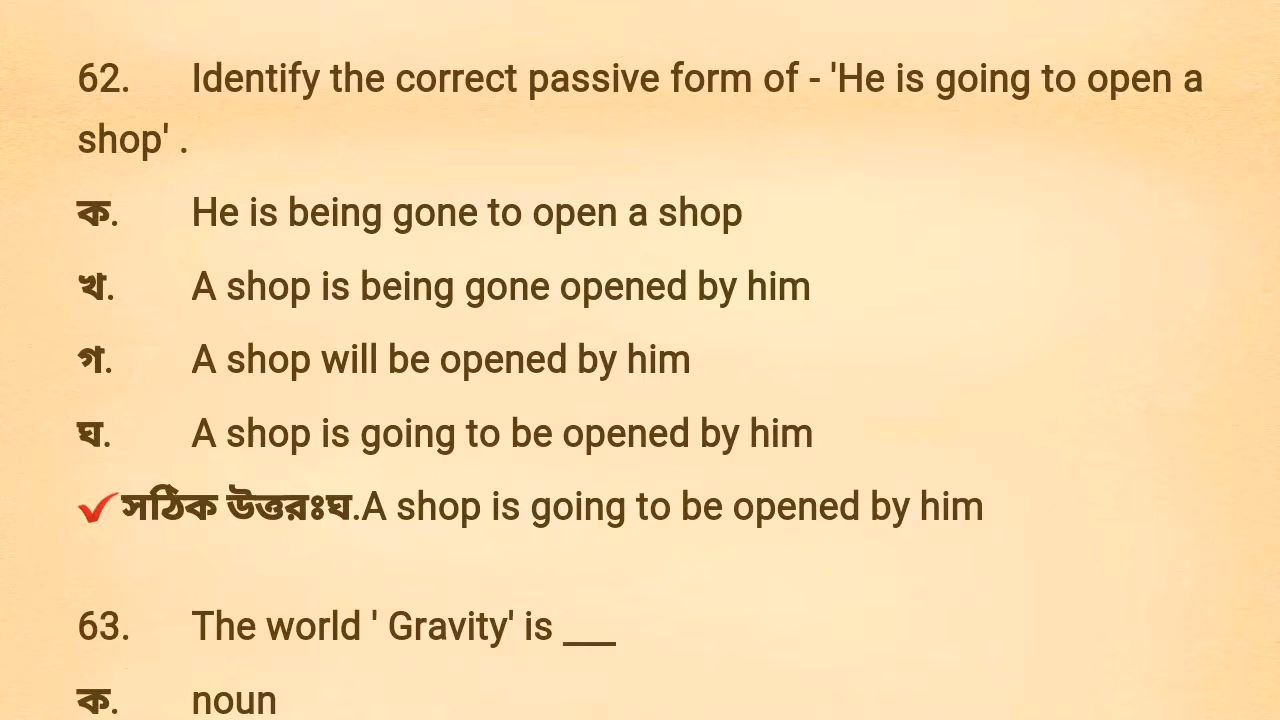 62. Identify the correct passive form of - 'He is going to open a
shop' .
ক. He is being gone to open a shop
খ. A shop is being gone opened by him
গ. A shop will be opened by him
ঘ. A shop is going to be opened by him
✓সঠিক উত্তরঃঘ.A shop is going to be opened by him
63. The world ' Gravity' is ___
ক. noun